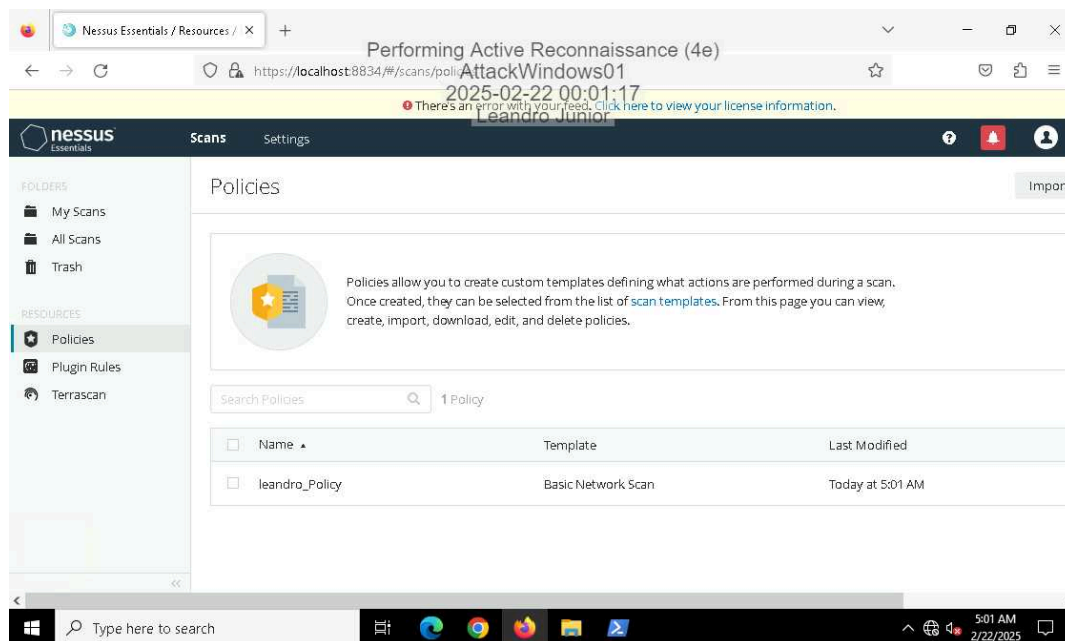 Nessus Essentials / Resources /
Performing Active Reconnaissance (4e)
https://localhost:8834/#/scans/polic
AttackWindows01
2025-02-22 00:01:17
There's an error with your feed. Click here to view your license information.
Leandro Junior
nessus
Essentials
Scans
Settings
FOLDERS
My Scans
All Scans
Trash
RESOURCES
Policies
Plugin Rules
Terrascan
Policies
Impor
Policies allow you to create custom templates defining what actions are performed during a scan.
Once created, they can be selected from the list of scan templates. From this page you can view,
create, import, download, edit, and delete policies.
Search Policies
1 Policy
Name Template Last Modified
leandro_Policy Basic Network Scan Today at 5:01 AM
Type here to search
5:01 AM
2/22/2025